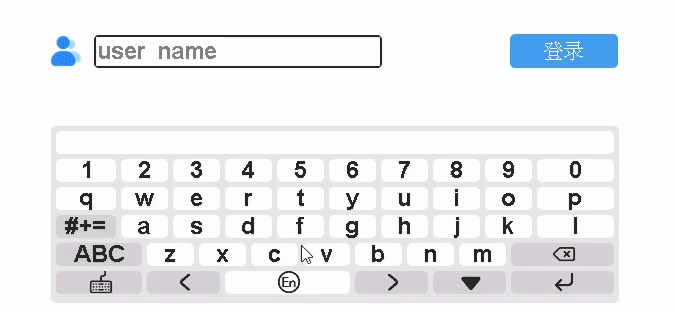 user name 登录
1 2 3 4 5 6 7 8 9 0
q w e r t y u i o p
#+= a s d f g h j k l
ABC z x c v b n m
En